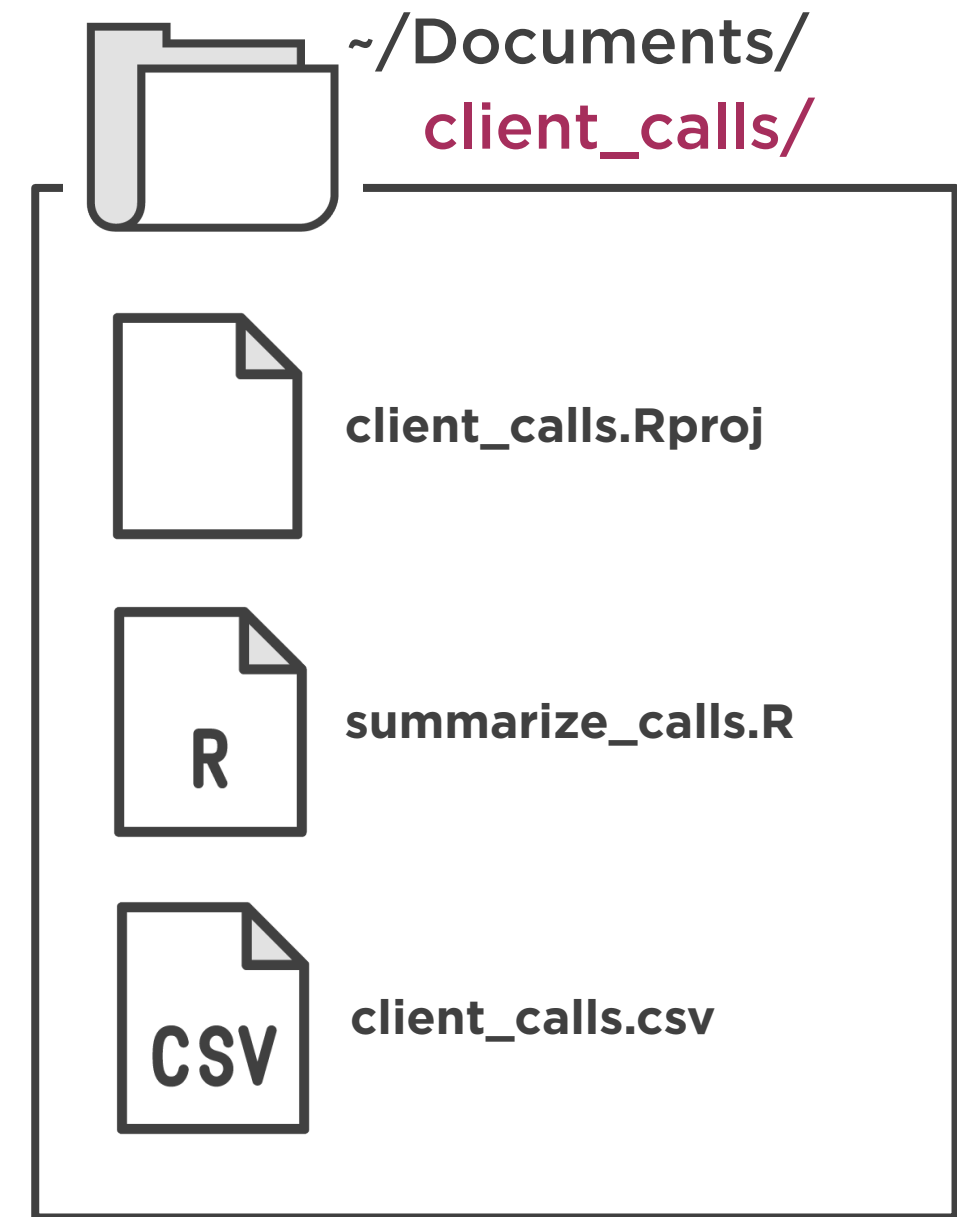 ~/Documents/
client_calls/
client_calls.Rproj
R
summarize_calls.R
CSV
client_calls.csv